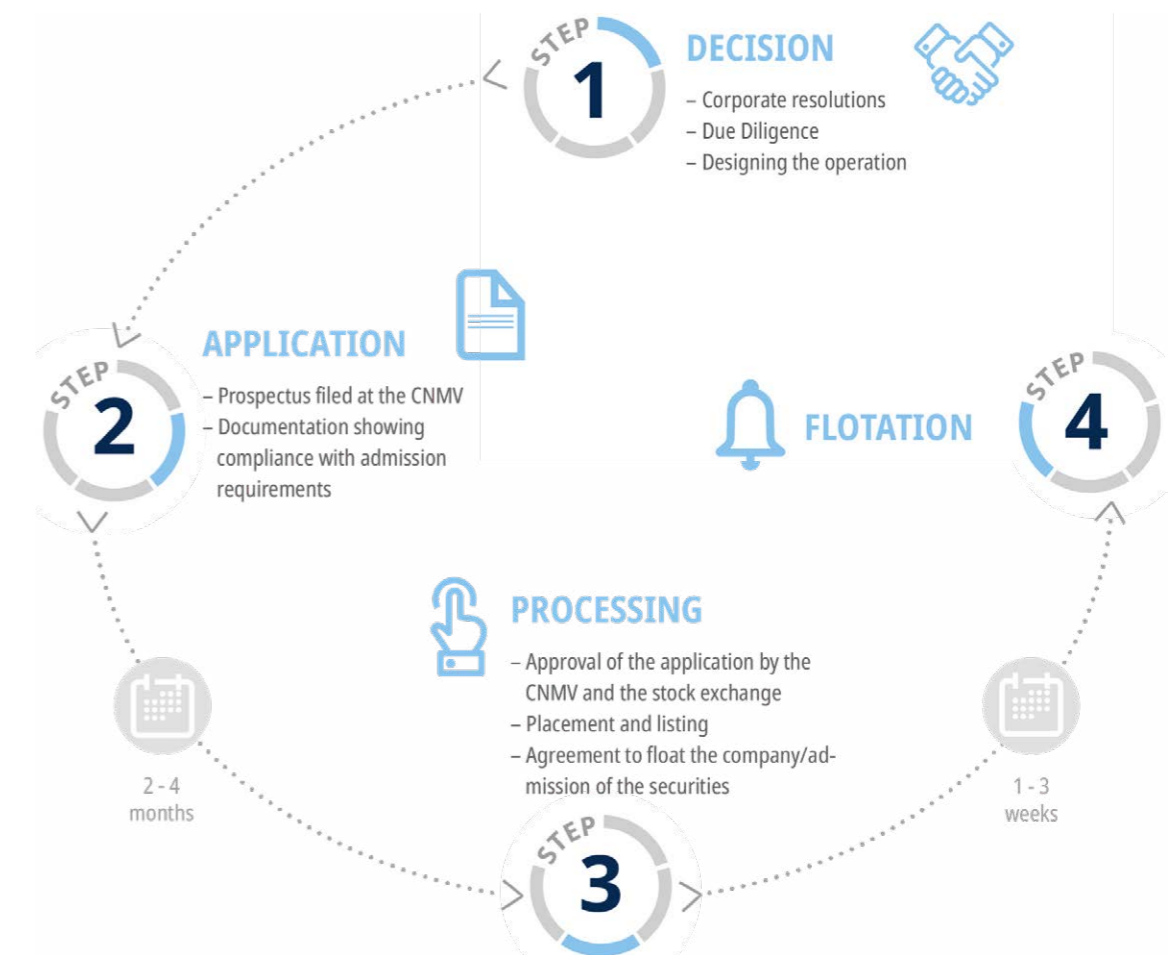 STEP
1
DECISION
– Corporate resolutions
– Due Diligence
– Designing the operation
STEP
2
APPLICATION
– Prospectus filed at the CNMV
– Documentation showing
compliance with admission
requirements
2 - 4
months
STEP
3
PROCESSING
– Approval of the application by the
CNMV and the stock exchange
– Placement and listing
– Agreement to float the company/ad-
mission of the securities
1 - 3
weeks
STEP
4
FLOTATION